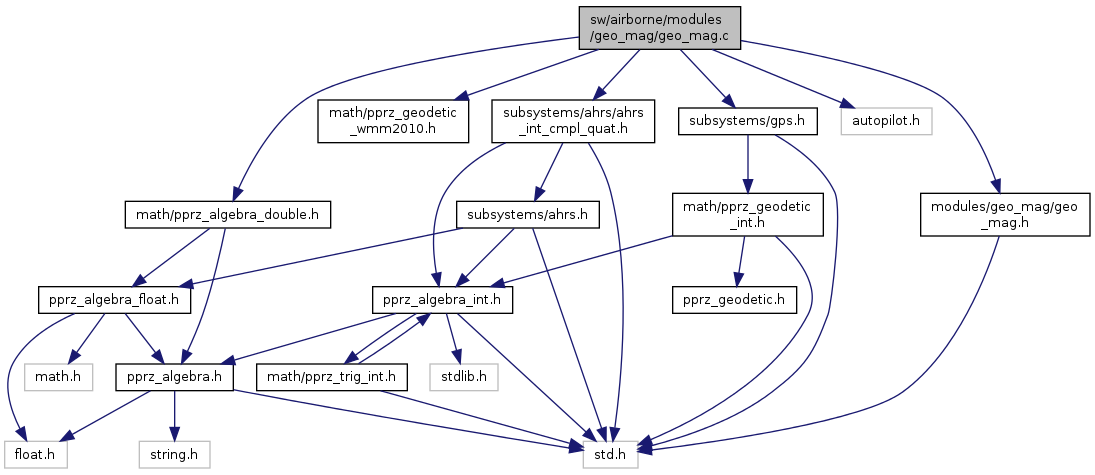 sw/airborne/modules
/geo_mag/geo_mag.c
math/pprz_geodetic
_wmm2010.h
subsystems/ahrs/ahrs
_int_cmpl_quat.h
subsystems/gps.h
autopilot.h
math/pprz_algebra_double.h
subsystems/ahrs.h
math/pprz_geodetic
_int.h
modules/geo_mag/geo
_mag.h
pprz_algebra_float.h
pprz_algebra_int.h
pprz_geodetic.h
math.h
pprz_algebra.h
math/pprz_trig_int.h
stdlib.h
float.h
string.h
std.h